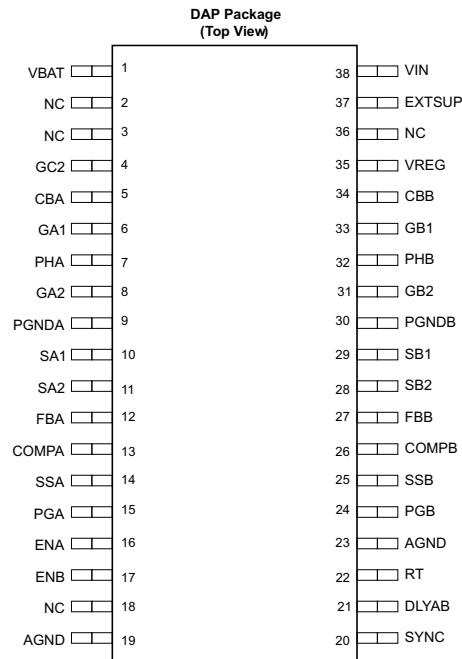 DAP Package
(Top View)
VBAT 1 38 VIN
NC 2 37 EXTSUP
NC 3 36 NC
GC2 4 35 VREG
CBA 5 34 CBB
GA1 6 33 GB1
PHA 7 32 PHB
GA2 8 31 GB2
PGNDA 9 30 PGNDB
SA1 10 29 SB1
SA2 11 28 SB2
FBA 12 27 FBB
COMPA 13 26 COMPB
SSA 14 25 SSB
PGA 15 24 PGB
ENA 16 23 AGND
ENB 17 22 RT
NC 18 21 DLYAB
AGND 19 20 SYNC